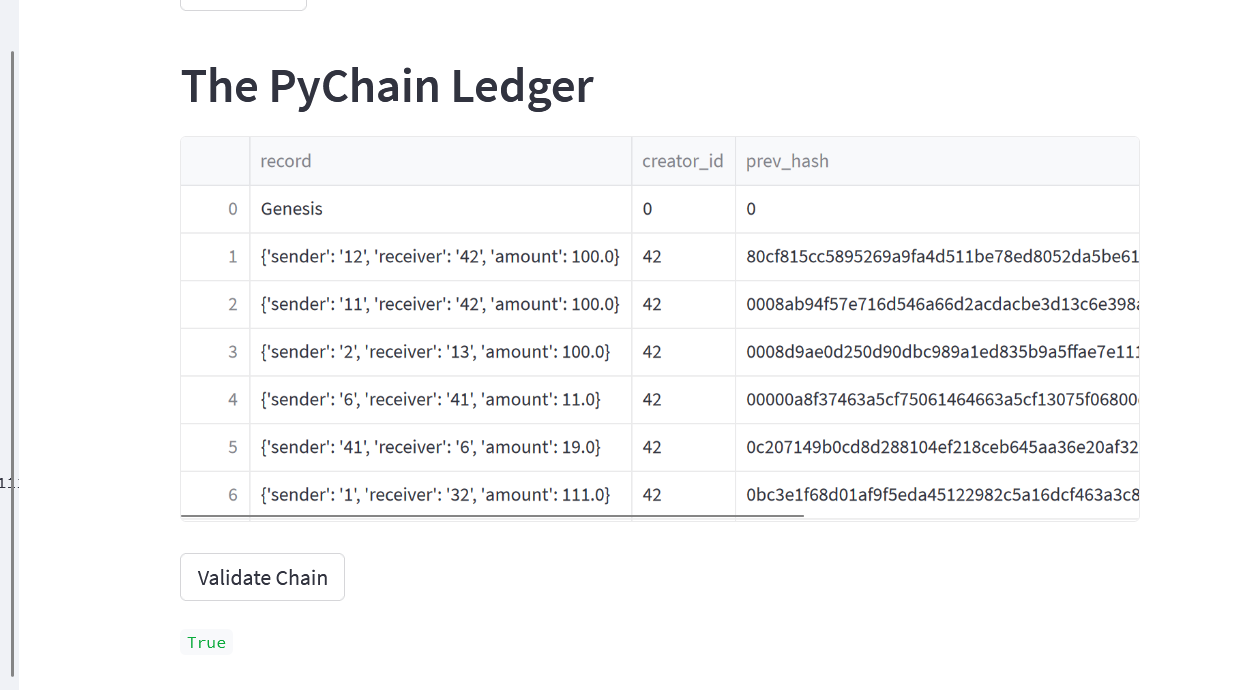 The PyChain Ledger
record creator_id prev_hash
0 Genesis 0 0
1 {'sender': '12', 'receiver': '42', 'amount': 100.0} 42 80cf815cc5895269a9fa4d511be78ed8052da5be61
2 {'sender': '11', 'receiver': '42', 'amount': 100.0} 42 0008ab94f57e716d546a66d2acdacbe3d13c6e398a
3 {'sender': '2', 'receiver': '13', 'amount': 100.0} 42 0008d9ae0d250d90dbc989a1ed835b9a5ffae7e111
4 {'sender': '6', 'receiver': '41', 'amount': 11.0} 42 00000a8f37463a5cf75061464663a5cf13075f06800
5 {'sender': '41', 'receiver': '6', 'amount': 19.0} 42 0c207149b0cd8d288104ef218ceb645aa36e20af32
6 {'sender': '1', 'receiver': '32', 'amount': 111.0} 42 0bc3e1f68d01af9f5eda45122982c5a16dcf463a3c8
Validate Chain
True